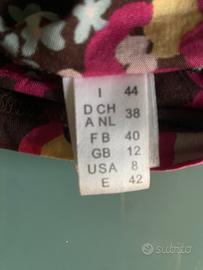 I 44
D CH 38
A NL
F B 40
GB 12
USA 8
E 42
subito